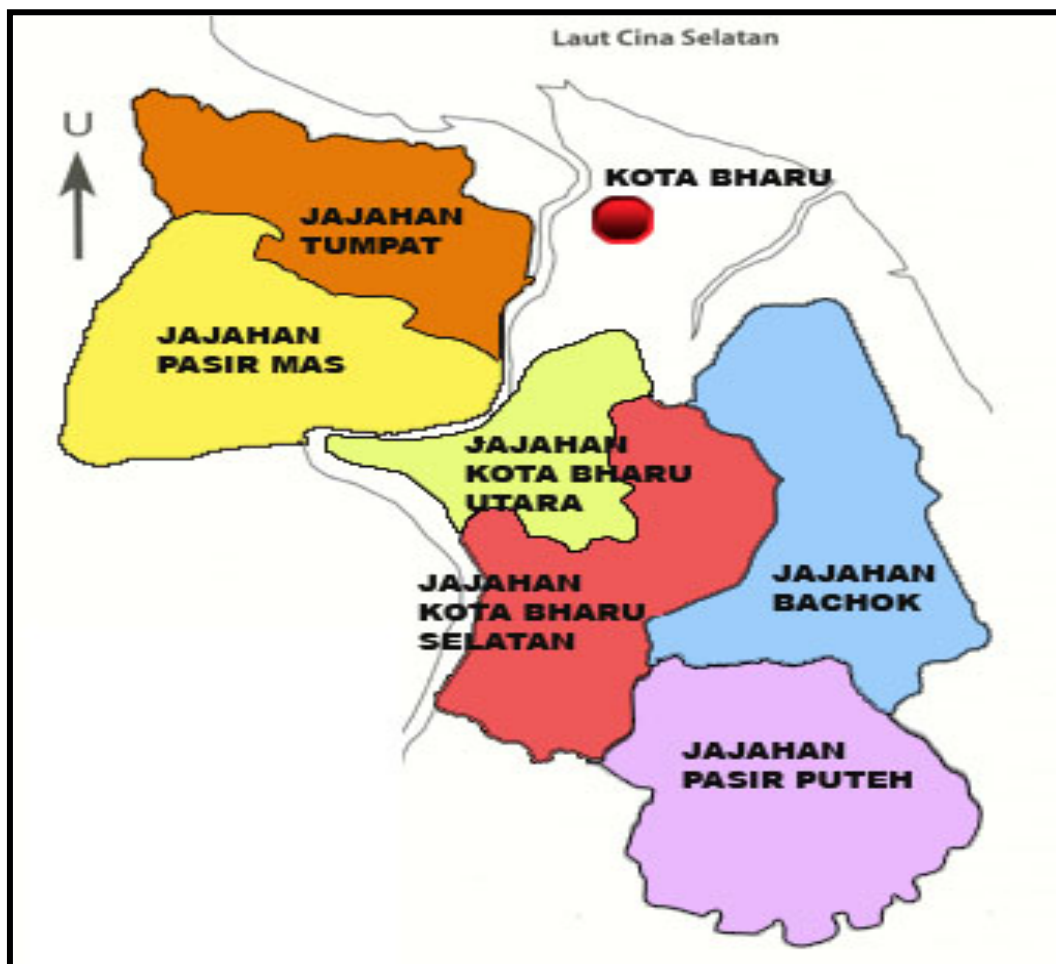 Laut Cina Selatan
U
KOTA BHARU
JAJAHAN
TUMPAT
JAJAHAN
PASIR MAS
JAJAHAN
KOTA BHARU
UTARA
JAJAHAN
KOTA BHARU
SELATAN
JAJAHAN
BACHOK
JAJAHAN
PASIR PUTEH